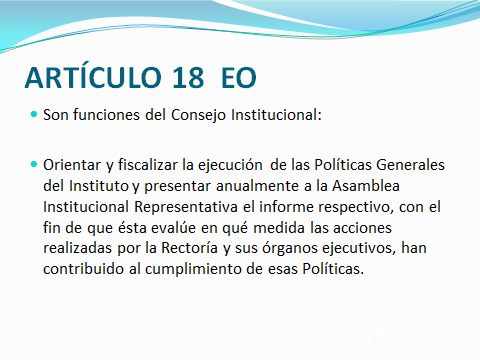 ARTÍCULO 18 EO
Son funciones del Consejo Institucional:
Orientar y fiscalizar la ejecución de las Políticas Generales
del Instituto y presentar anualmente a la Asamblea
Institucional Representativa el informe respectivo, con el
fin de que ésta evalúe en qué medida las acciones
realizadas por la Rectoría y sus órganos ejecutivos, han
contribuido al cumplimiento de esas Políticas.